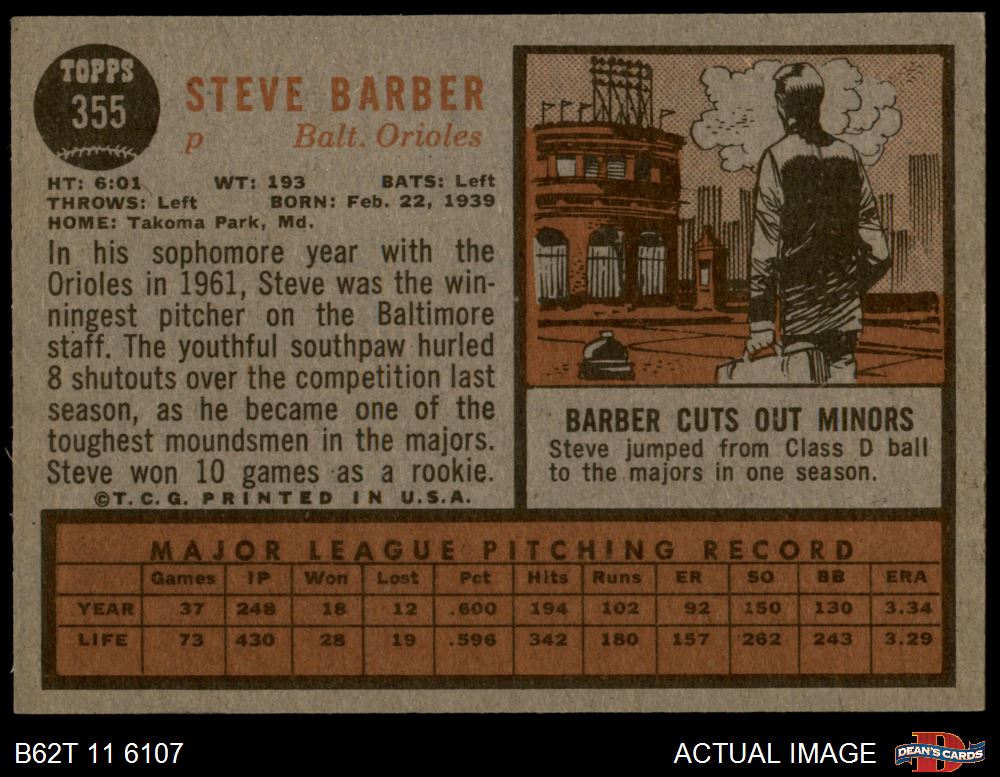 TOPPS
355
STEVE BARBER
p Balt. Orioles
HT: 6:01 WT: 193 BATS: Left
THROWS: Left BORN: Feb. 22, 1939
HOME: Takoma Park, Md.
In his sophomore year with the
Orioles in 1961, Steve was the win-
ningest pitcher on the Baltimore
staff. The youthful southpaw hurled
8 shutouts over the competition last
season, as he became one of the
toughest moundsmen in the majors.
Steve won 10 games as a rookie.
©T.C.G. PRINTED IN U.S.A.
BARBER CUTS OUT MINORS
Steve jumped from Class D ball
to the majors in one season.
MAJOR LEAGUE PITCHING RECORD
Games IP Won Lost Pct Hits Runs ER SO BB ERA
YEAR 37 248 18 12 .600 194 102 92 150 130 3.34
LIFE 73 430 28 19 .596 342 180 157 262 243 3.29
B62T 11 6107
ACTUAL IMAGE
DEAN'S CARDS